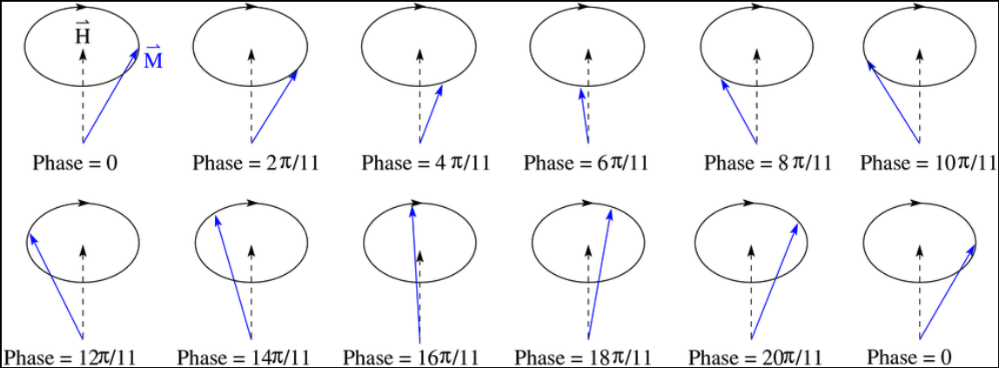 H
M
Phase = 0
Phase = 2π/11
Phase = 4 π/11
Phase = 6π/11
Phase = 8 π/11
Phase = 10π/11
Phase = 12π/11
Phase = 14π/11
Phase = 16π/11
Phase = 18π/11
Phase = 20π/11
Phase = 0